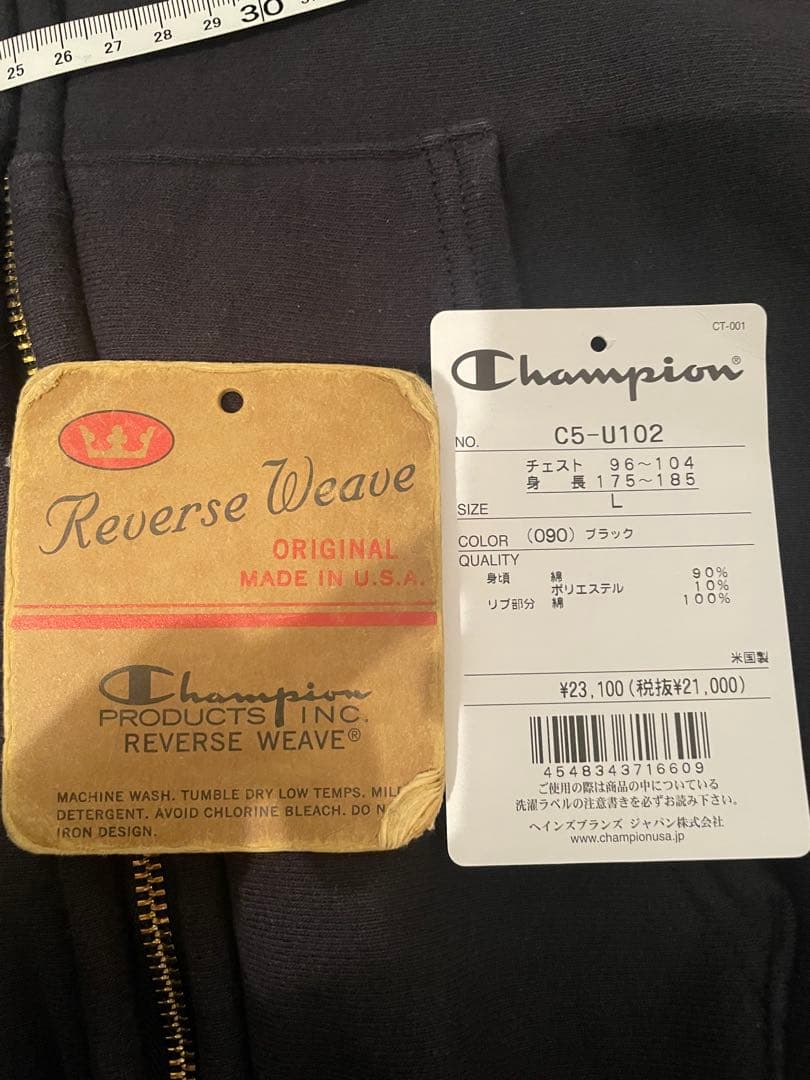 25 26 27 28 29 30
Reverse Weave
ORIGINAL
MADE IN U.S.A.
Champion
PRODUCTS INC.
REVERSE WEAVE®
MACHINE WASH. TUMBLE DRY LOW TEMPS.
DETERGENT. AVOID CHLORINE BLEACH. DO
IRON DESIGN.
CT-001
Champion®
NO. C5-U102
チェスト 96～104
身 長 175～185
SIZE L
COLOR (090) ブラック
QUALITY
身頃 綿 90%
ポリエステル 10%
リブ部分 綿 100%
米国製
¥23,100(税抜¥21,000)
4548343716609
ご使用の際は商品の中についている
洗濯ラベルの注意書きを必ずお読み下さい。
ヘインズブランズ ジャパン株式会社
www.championusa.jp